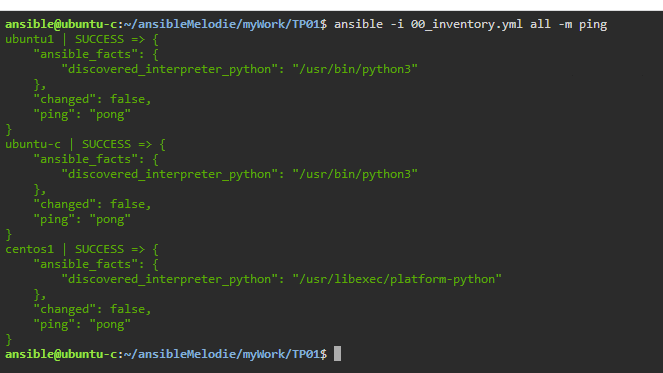 ansible@ubuntu-c:~/ansibleMelodie/myWork/TP01$ ansible -i 00_inventory.yml all -m ping
ubuntu1 | SUCCESS => {
    "ansible_facts": {
        "discovered_interpreter_python": "/usr/bin/python3"
    },
    "changed": false,
    "ping": "pong"
}
ubuntu-c | SUCCESS => {
    "ansible_facts": {
        "discovered_interpreter_python": "/usr/bin/python3"
    },
    "changed": false,
    "ping": "pong"
}
centos1 | SUCCESS => {
    "ansible_facts": {
        "discovered_interpreter_python": "/usr/libexec/platform-python"
    },
    "changed": false,
    "ping": "pong"
}
ansible@ubuntu-c:~/ansibleMelodie/myWork/TP01$